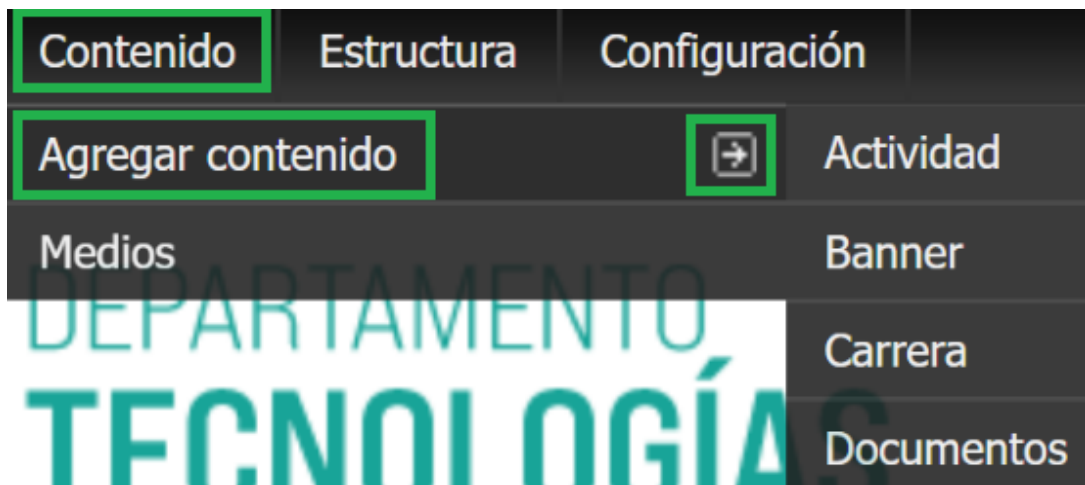 Contenido Estructura Configuración
Agregar contenido Actividad
Medios Banner
DEPARTAMENTO
Carrera
TECNOLOGÍAS
Documentos